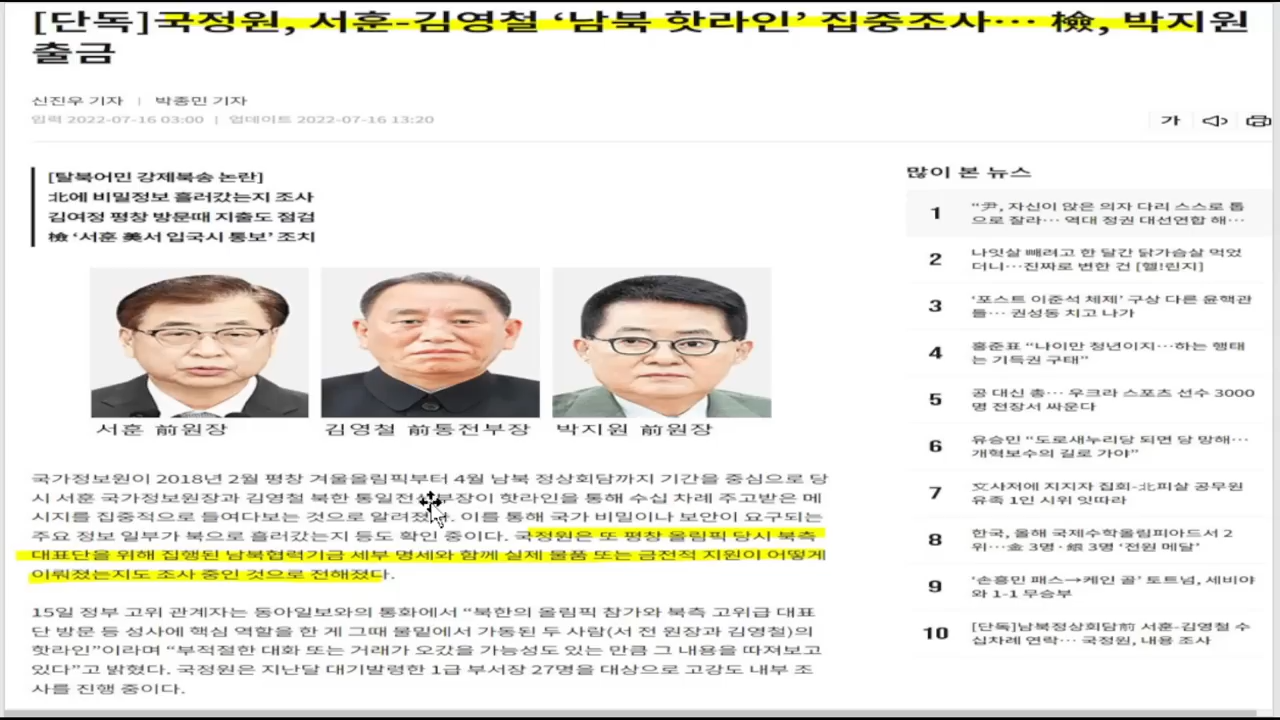 [단독]국정원, 서훈-김영철 ‘남북 핫라인’ 집중조사… 檢, 박지원
출금
신진우 기자 | 박종민 기자
입력 2022-07-16 03:00 | 업데이트 2022-07-16 13:20
가
[탈북어민 강제북송 논란]
北에 비밀정보 흘러갔는지 조사
김여정 평창 방문때 지출도 점검
檢 ‘서훈 美서 입국시 통보’ 조치
서훈 前원장
김영철 前통전부장
박지원 前원장
국가정보원이 2018년 2월 평창 겨울올림픽부터 4월 남북 정상회담까지 기간을 중심으로 당
시 서훈 국가정보원장과 김영철 북한 통일전선부장이 핫라인을 통해 수십 차례 주고받은 메
시지를 집중적으로 들여다보는 것으로 알려졌다. 이를 통해 국가 비밀이나 보안이 요구되는
주요 정보 일부가 북으로 흘러갔는지 등도 확인 중이다. 국정원은 또 평창 올림픽 당시 북측
대표단을 위해 집행된 남북협력기금 세부 명세와 함께 실제 물품 또는 금전적 지원이 어떻게
이뤄졌는지도 조사 중인 것으로 전해졌다.
15일 정부 고위 관계자는 동아일보와의 통화에서 “북한의 올림픽 참가와 북측 고위급 대표
단 방문 등 성사에 핵심 역할을 한 게 그때 물밑에서 가동된 두 사람(서 전 원장과 김영철)의
핫라인”이라며 “부적절한 대화 또는 거래가 오갔을 가능성도 있는 만큼 그 내용을 따져보고
있다”고 밝혔다. 국정원은 지난달 대기발령한 1급 부서장 27명을 대상으로 고강도 내부 조
사를 진행 중이다.
많이 본 뉴스
1 “尹, 자신이 앉은 의자 다리 스스로 톱
으로 잘라… 역대 정권 대선연합 해…
2 나잇살 빼려고 한 달간 닭가슴살 먹었
더니…진짜로 변한 건 [헬!린지]
3 ‘포스트 이준석 체제’ 구상 다른 윤핵관
들… 권성동 치고 나가
4 홍준표 “나이만 청년이지…하는 행태
는 기득권 구태”
5 공 대신 총… 우크라 스포츠 선수 3000
명 전장서 싸운다
6 유승민 “도로새누리당 되면 당 망해…
개혁보수의 길로 가야”
7 文사저에 지지자 집회-北피살 공무원
유족 1인 시위 잇따라
8 한국, 올해 국제수학올림피아드서 2
위…金 3명·銀 3명 ‘전원 메달’
9 ‘손흥민 패스→케인 골’ 토트넘, 세비야
와 1-1 무승부
10 [단독]남북정상회담前 서훈-김영철 수
십차례 연락… 국정원, 내용 조사